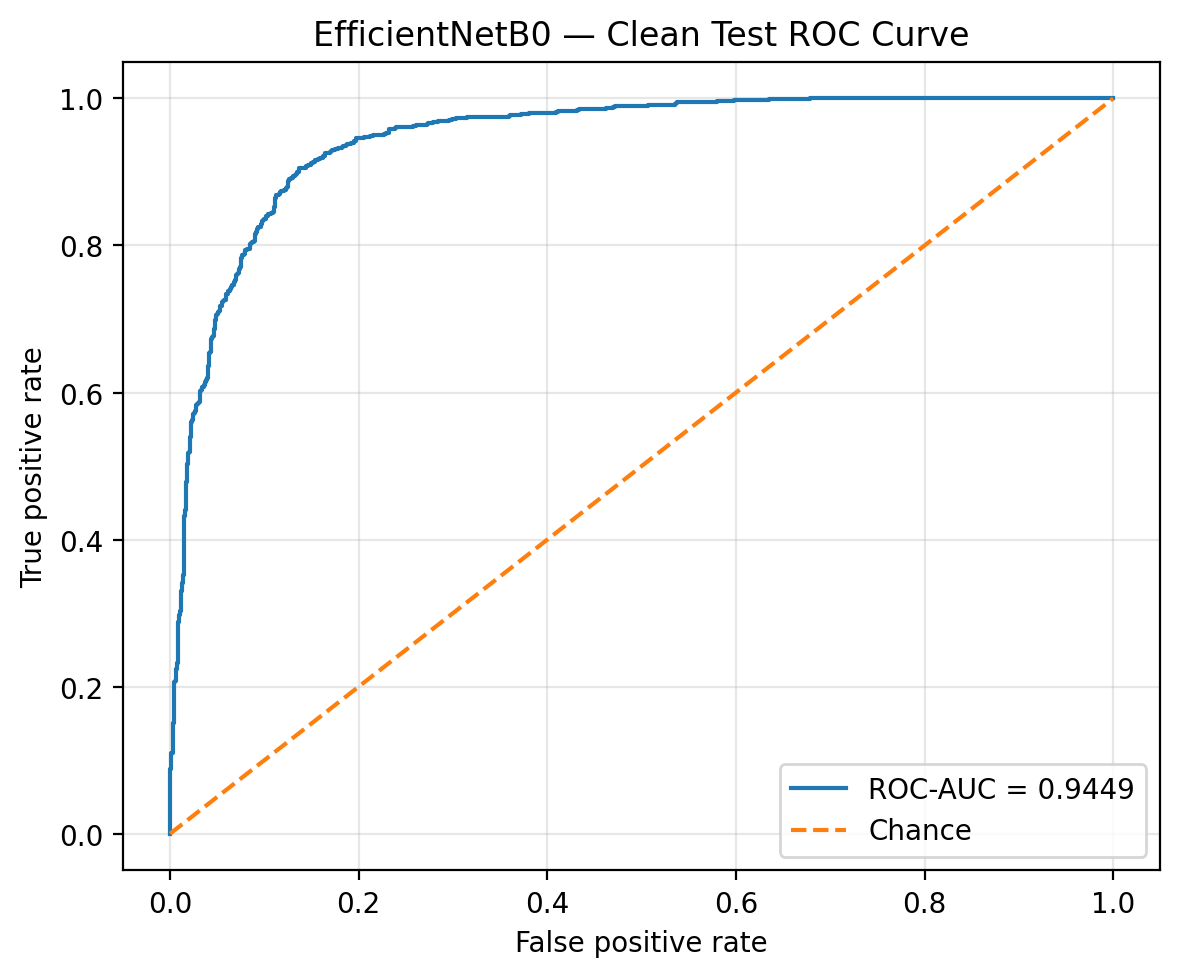 EfficientNetB0 — Clean Test ROC Curve
1.0
0.8
0.6
0.4
0.2
0.0
True positive rate
ROC-AUC = 0.9449
Chance
0.0 0.2 0.4 0.6 0.8 1.0
False positive rate